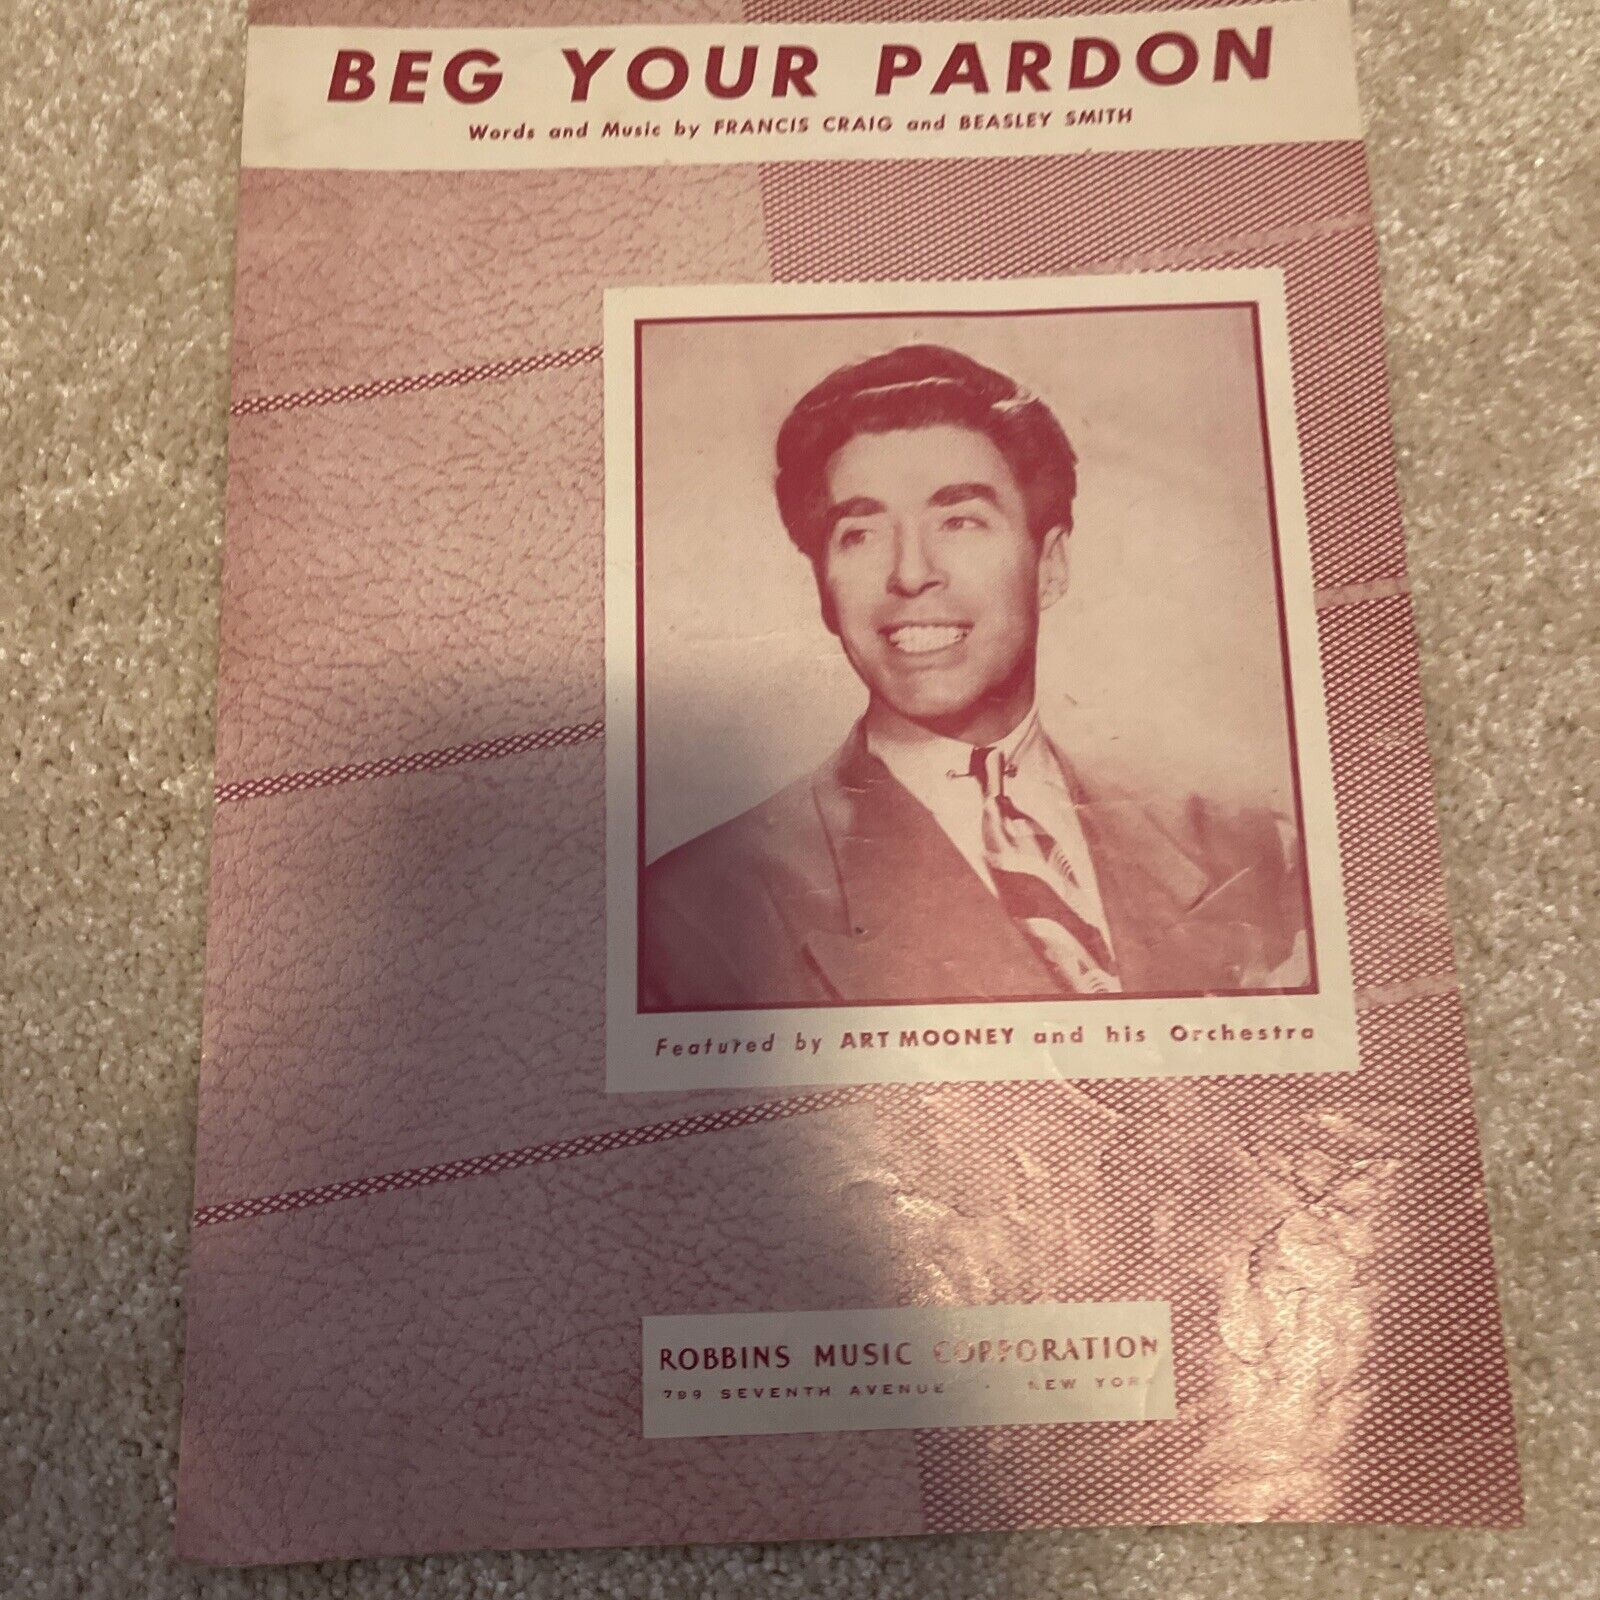 BEG YOUR PARDON
Words and Music by FRANCIS CRAIG and BEASLEY SMITH
Featured by ART MOONEY and his Orchestra
ROBBINS MUSIC CORPORATION
799 SEVENTH AVENUE · NEW YORK